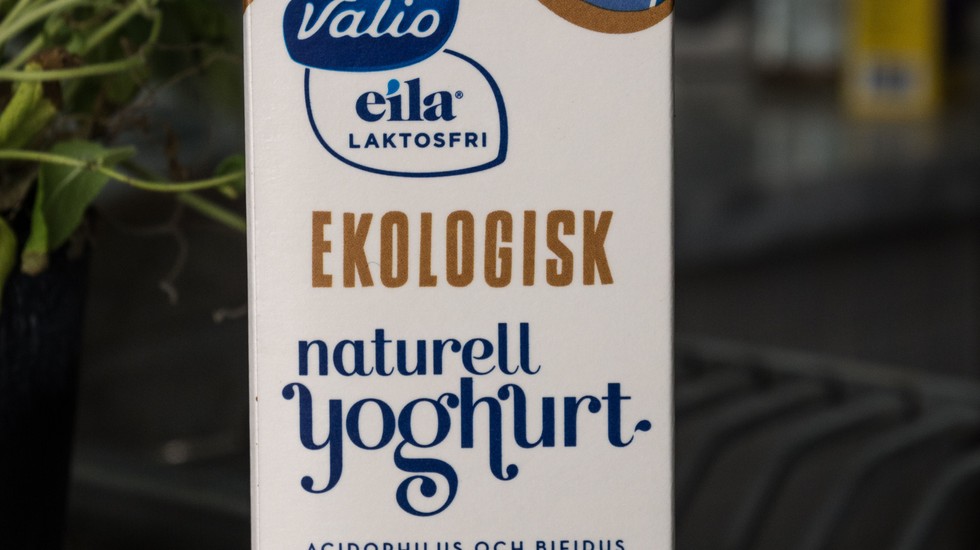 Valio
eila®
LAKTOSFRI
EKOLOGISK
naturell
yoghurt
ACIDOPHILUS OCH BIFIDUS